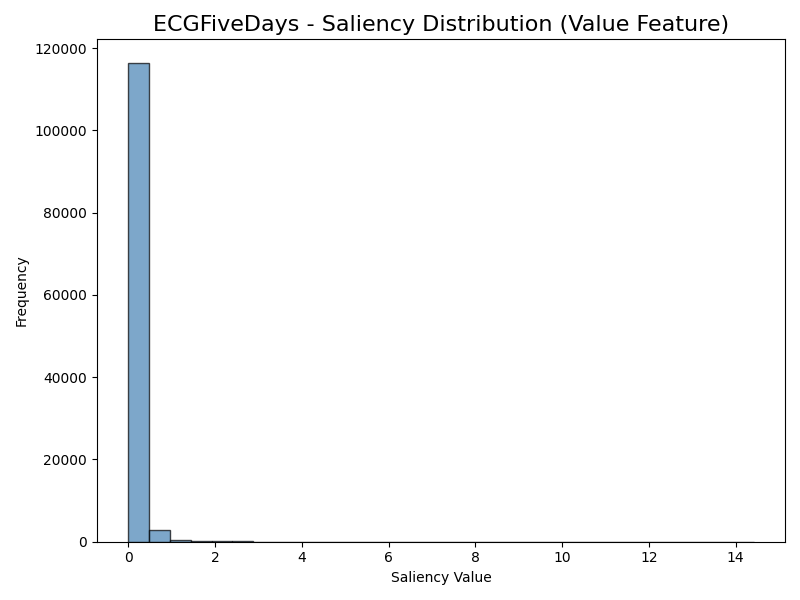 ECGFiveDays - Saliency Distribution (Value Feature)
120000
100000
80000
60000
40000
20000
0
Frequency
0 2 4 6 8 10 12 14
Saliency Value